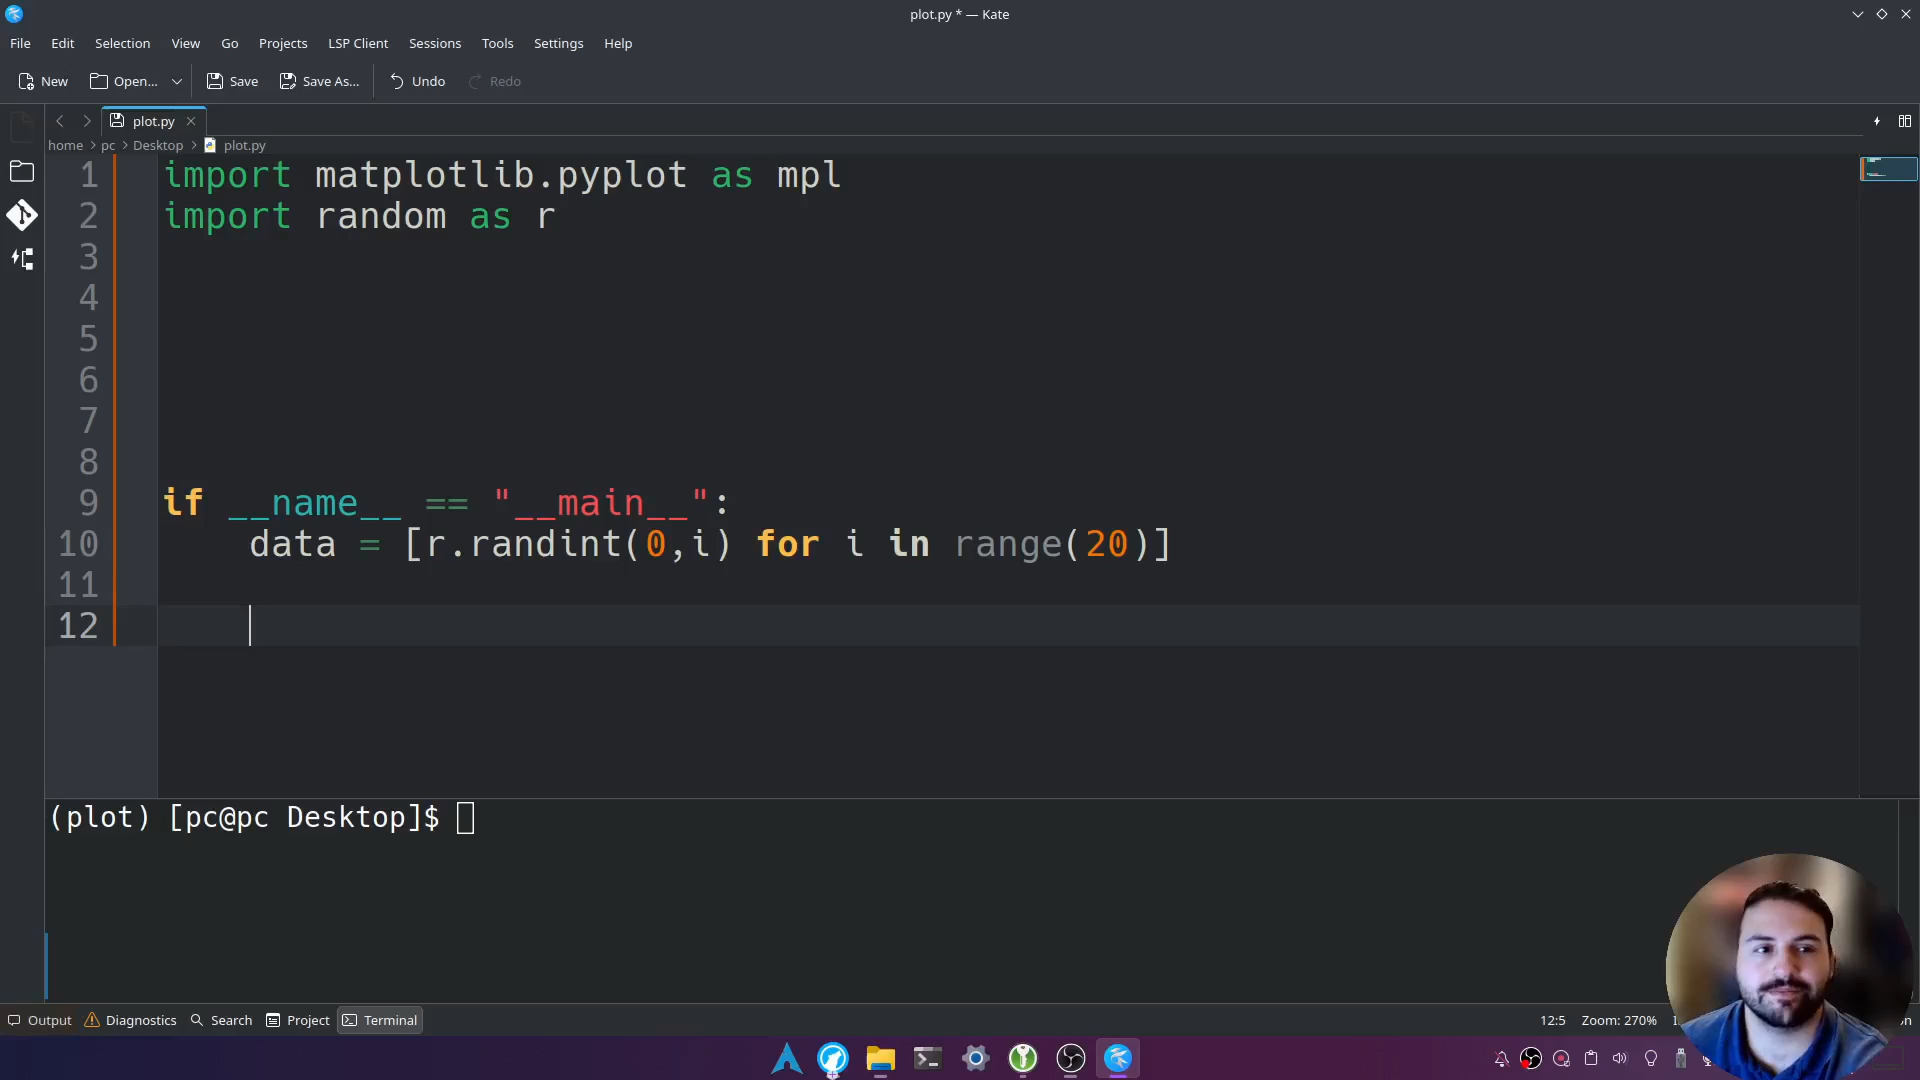 plot.py * — Kate
File Edit Selection View Go Projects LSP Client Sessions Tools Settings Help
New Open... Save Save As... Undo Redo
plot.py
home > pc > Desktop > plot.py
1 import matplotlib.pyplot as mpl
2 import random as r
3
4
5
6
7
8
9 if __name__ == "__main__":
10 data = [r.randint(0,i) for i in range(20)]
11
12
(plot) [pc@pc Desktop]$
Output Diagnostics Search Project Terminal 12:5 Zoom: 270%